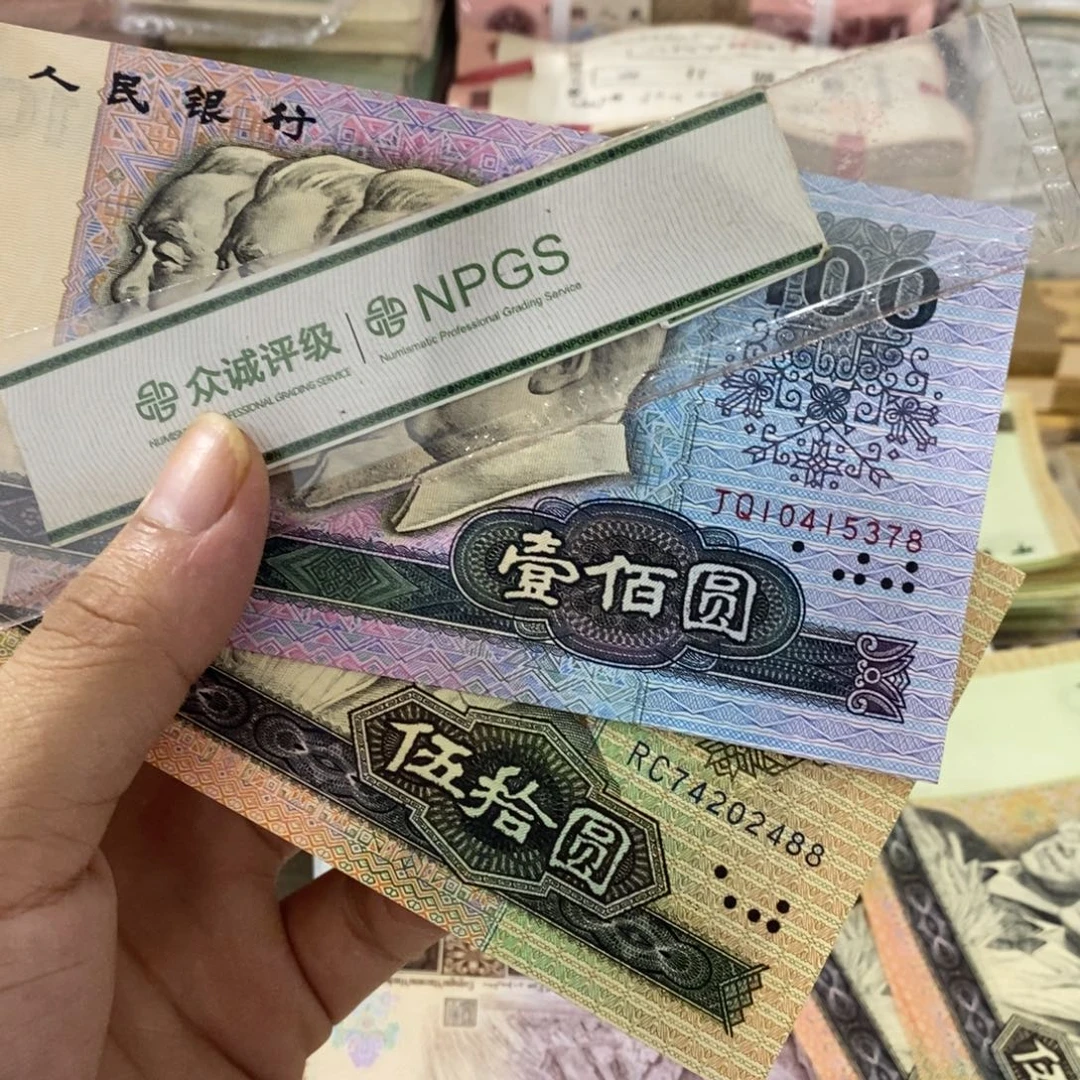 人民银行
100
众诚评级
NPGS
Numismatic Professional Grading Service
JQ10415378
壹佰圆
RC74202488
伍拾圆
伍